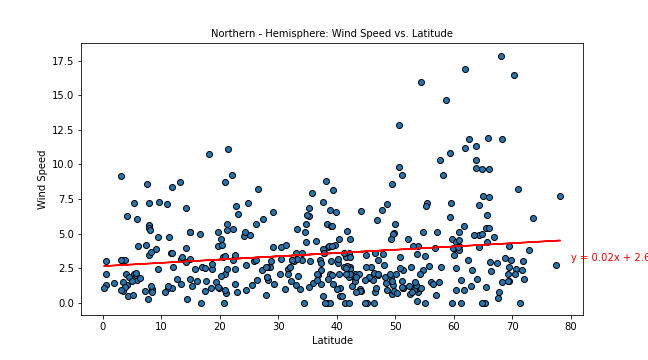 Northern - Hemisphere: Wind Speed vs. Latitude
17.5
15.0
12.5
10.0
7.5
5.0
2.5
0.0
Wind Speed
y = 0.02x + 2.6
0 10 20 30 40 50 60 70 80
Latitude